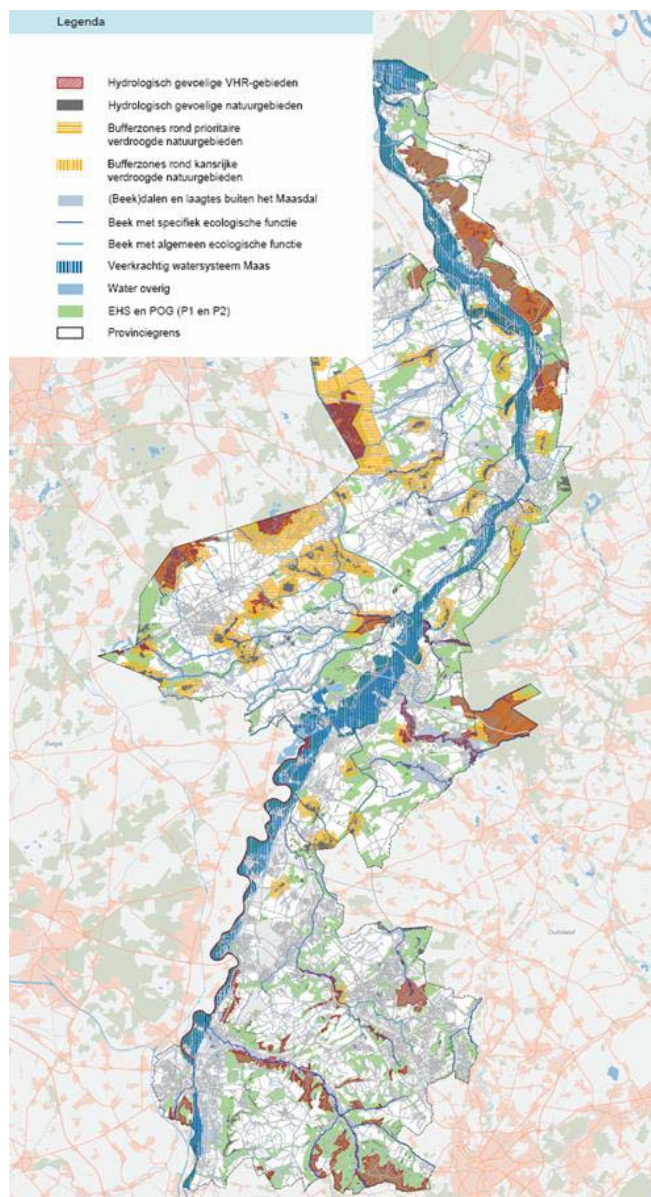 Legenda
Hydrologisch gevoelige VHR-gebieden
Hydrologisch gevoelige natuurgebieden
Bufferzones rond prioritaire
verdroogde natuurgebieden
Bufferzones rond kansrijke
verdroogde natuurgebieden
(Beek)dalen en laagtes buiten het Maasdal
Beek met specifiek ecologische functie
Beek met algemeen ecologische functie
Veerkrachtig watersysteem Maas
Water overig
EHS en POG (P1 en P2)
Provinciegrens
België
Duitsland